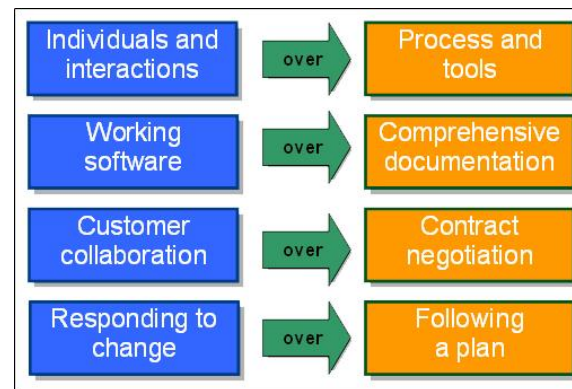 Individuals and
interactions
over
Process and
tools
Working
software
over
Comprehensive
documentation
Customer
collaboration
over
Contract
negotiation
Responding to
change
over
Following
a plan